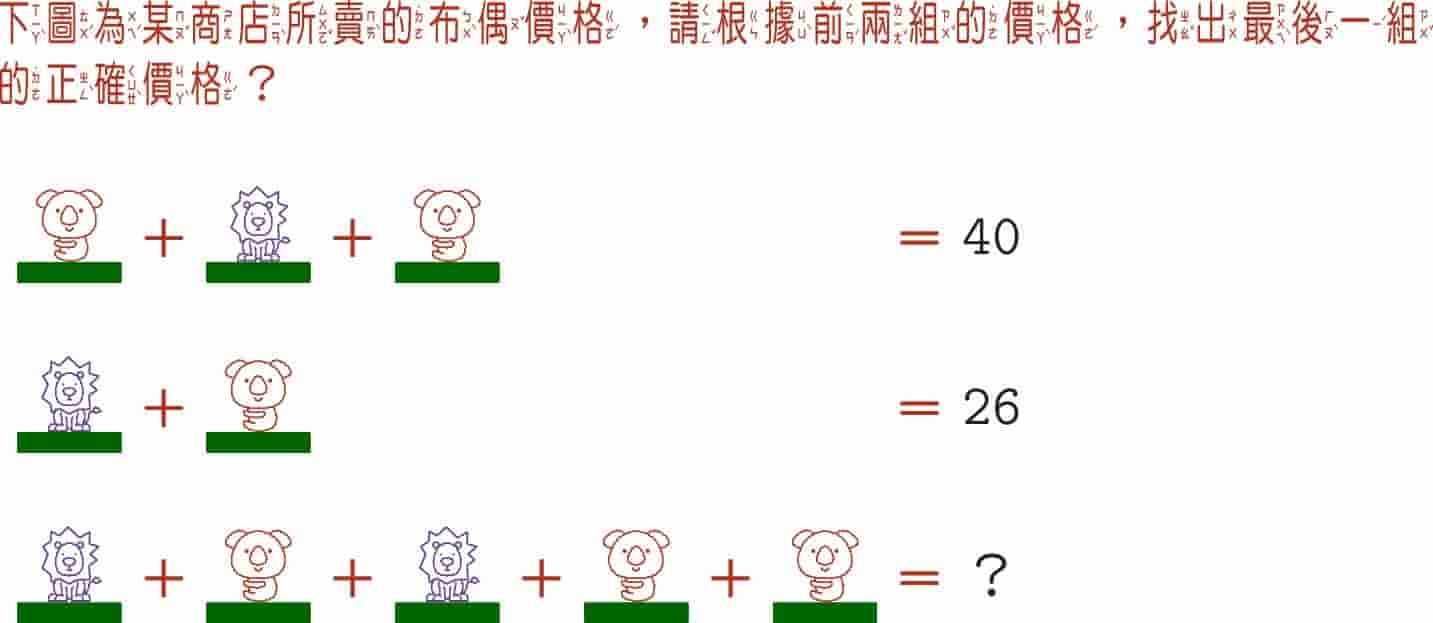 下圖為某商店所賣的布偶價格，請根據前兩組的價格，找出最後一組
的正確價格？
+ + = 40
+ = 26
+ + + + = ?